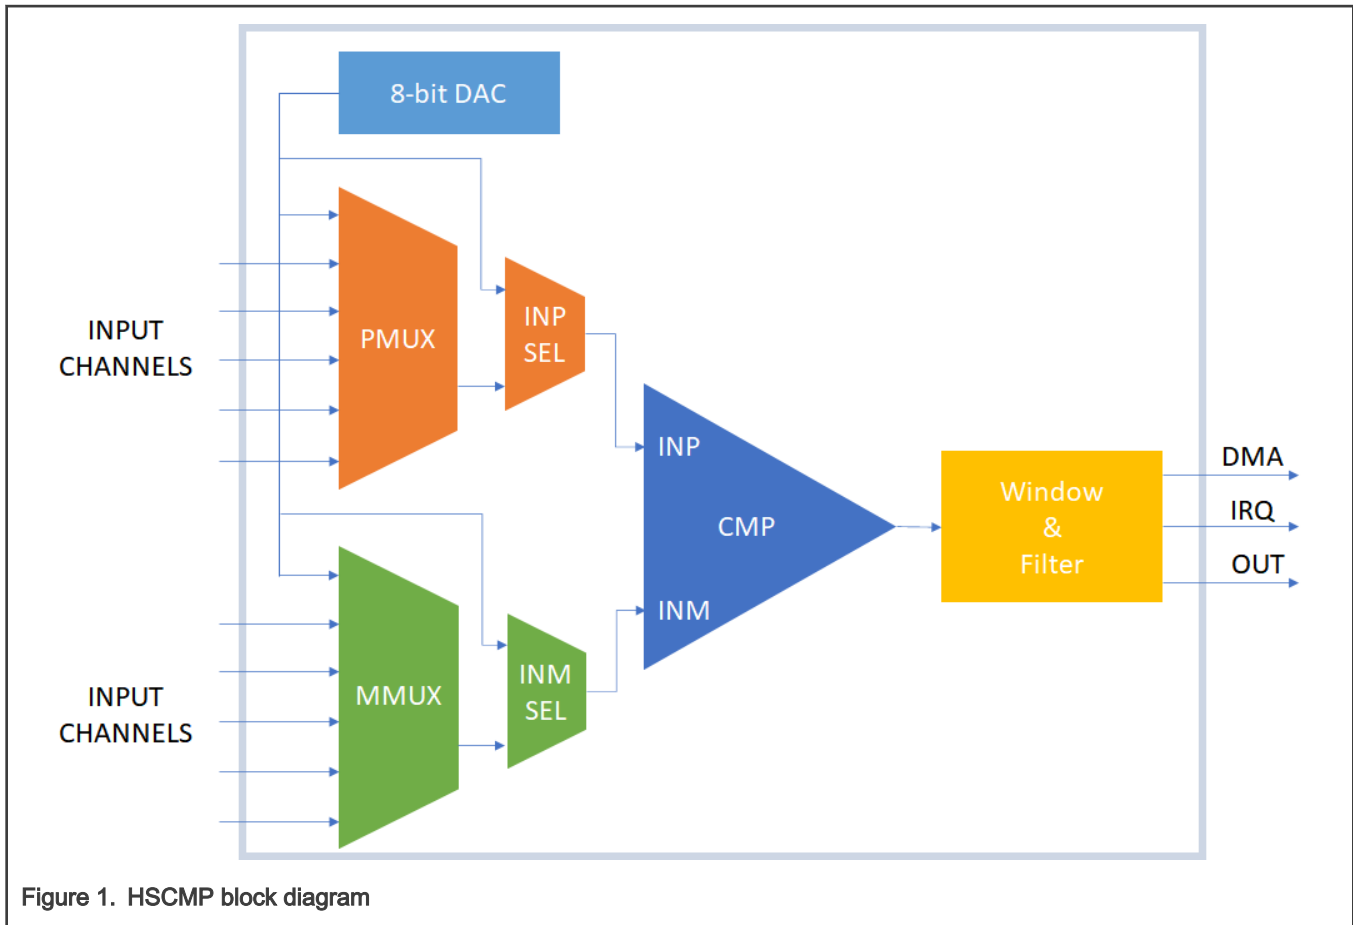 8-bit DAC
INPUT
CHANNELS
PMUX
INP
SEL
INP
CMP
INM
Window
&
Filter
DMA
IRQ
OUT
INPUT
CHANNELS
MMUX
INM
SEL
Figure 1. HSCMP block diagram